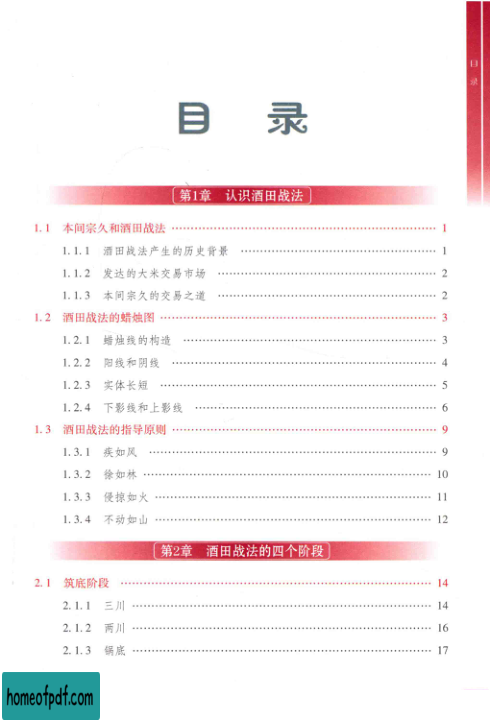 目录
目 录
第1章 认识酒田战法
1.1 本间宗久和酒田战法 …… 1
1.1.1 酒田战法产生的历史背景 …… 1
1.1.2 发达的大米交易市场 …… 2
1.1.3 本间宗久的交易之道 …… 2
1.2 酒田战法的蜡烛图 …… 3
1.2.1 蜡烛线的构造 …… 3
1.2.2 阳线和阴线 …… 4
1.2.3 实体长短 …… 5
1.2.4 下影线和上影线 …… 6
1.3 酒田战法的指导原则 …… 9
1.3.1 疾如风 …… 9
1.3.2 徐如林 …… 10
1.3.3 侵掠如火 …… 11
1.3.4 不动如山 …… 12
第2章 酒田战法的四个阶段
2.1 筑底阶段 …… 14
2.1.1 三川 …… 14
2.1.2 两川 …… 16
2.1.3 锅底 …… 17
homeofpdf.com